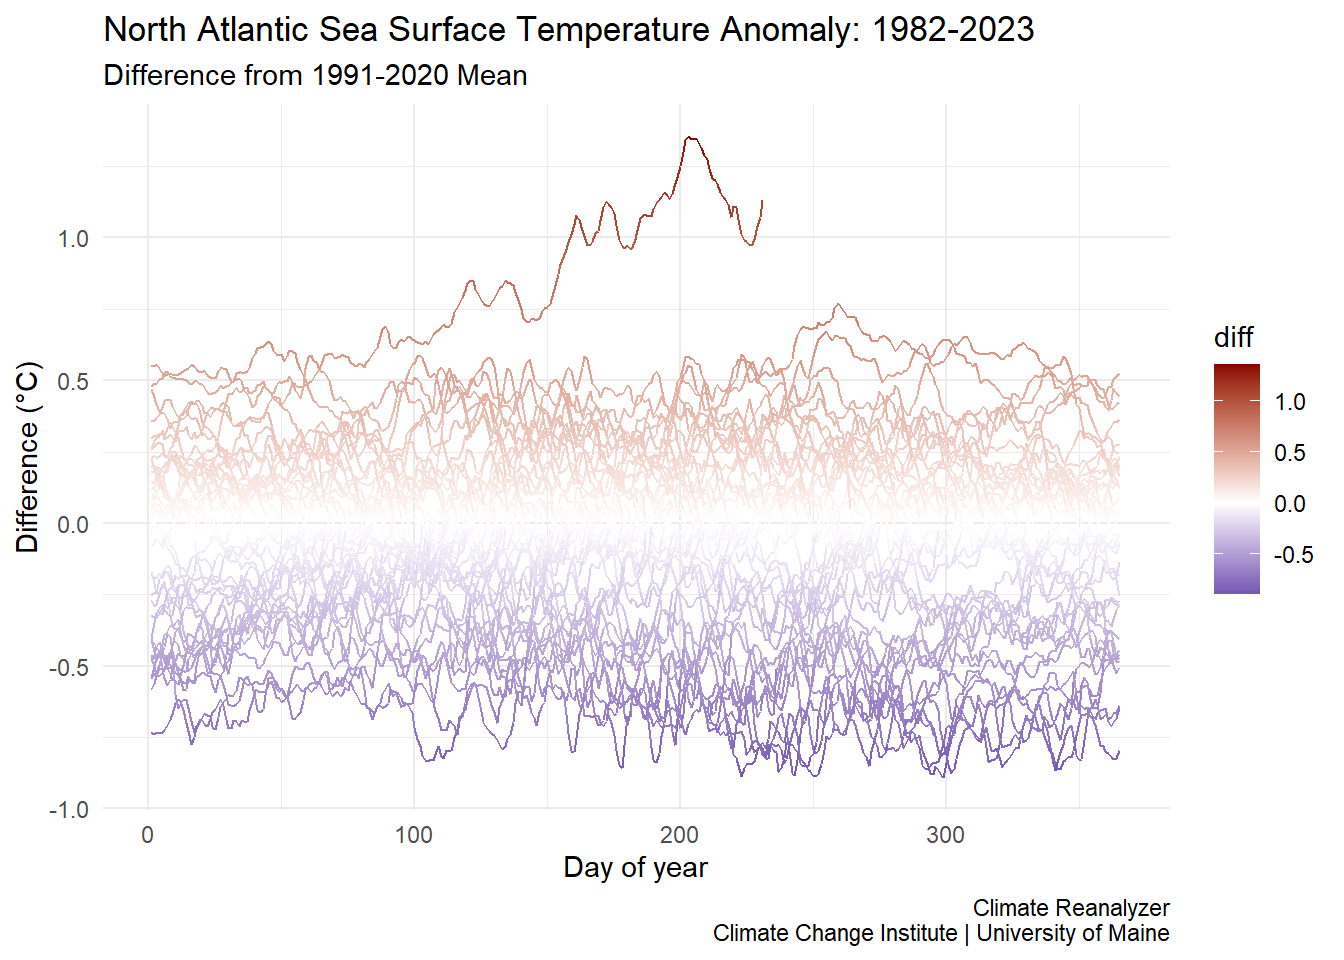 North Atlantic Sea Surface Temperature Anomaly: 1982-2023
Difference from 1991-2020 Mean
Difference (°C)
1.0
0.5
0.0
-0.5
-1.0
0
100
200
300
Day of year
diff
1.0
0.5
0.0
-0.5
Climate Reanalyzer
Climate Change Institute | University of Maine